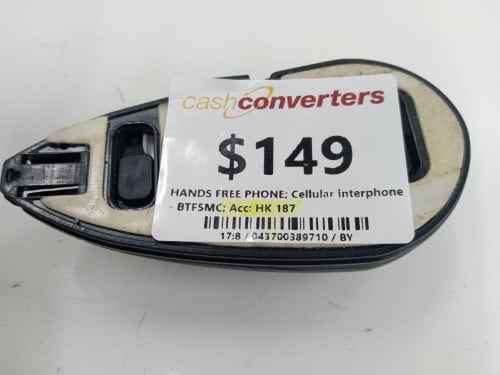 cashconverters
$149
HANDS FREE PHONE; Cellular interphone
- BTF5MC; Acc: HK 187
17:8 / 043700389710 / BY